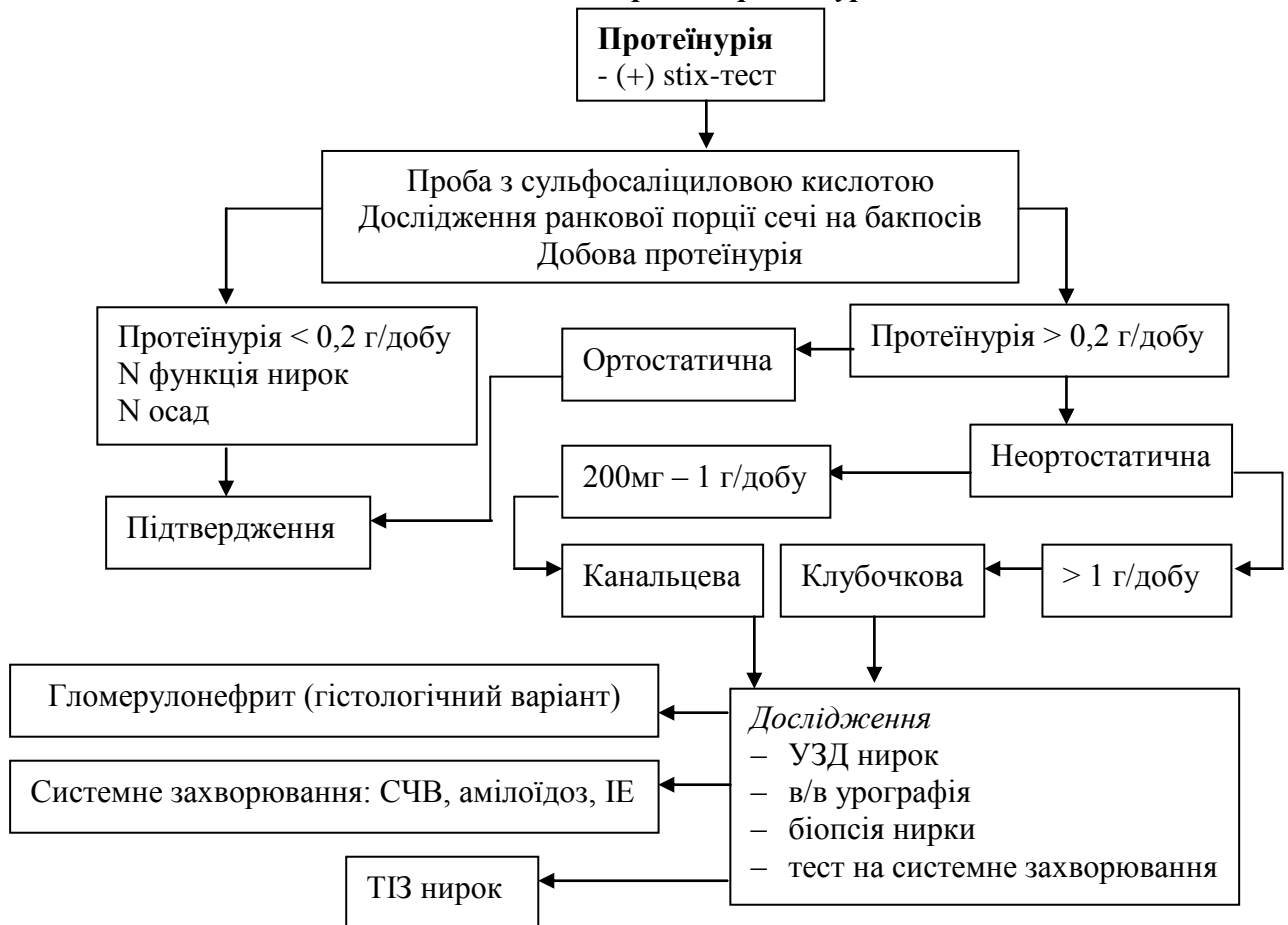 Протеїнурія
- (+) stix-тест
Проба з сульфосаліциловою кислотою
Дослідження ранкової порції сечі на бакпосів
Добова протеїнурія
Протеїнурія < 0,2 г/добу
N функція нирок
N осад
Ортостатична
Протеїнурія > 0,2 г/добу
Неортостатична
200мг – 1 г/добу
Підтвердження
Канальцева
Клубочкова
> 1 г/добу
Гломерулонефрит (гістологічний варіант)
Системне захворювання: СЧВ, амілоїдоз, ІЕ
ТІЗ нирок
Дослідження
– УЗД нирок
– в/в урографія
– біопсія нирки
– тест на системне захворювання